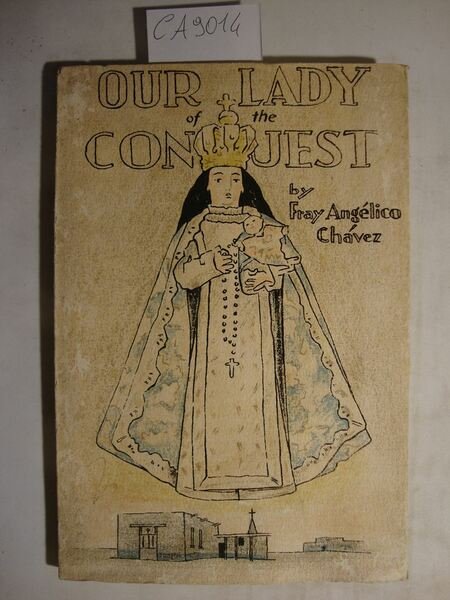 CA9014
OUR LADY
of the
CONQUEST
by
Fray Angélico
Chávez